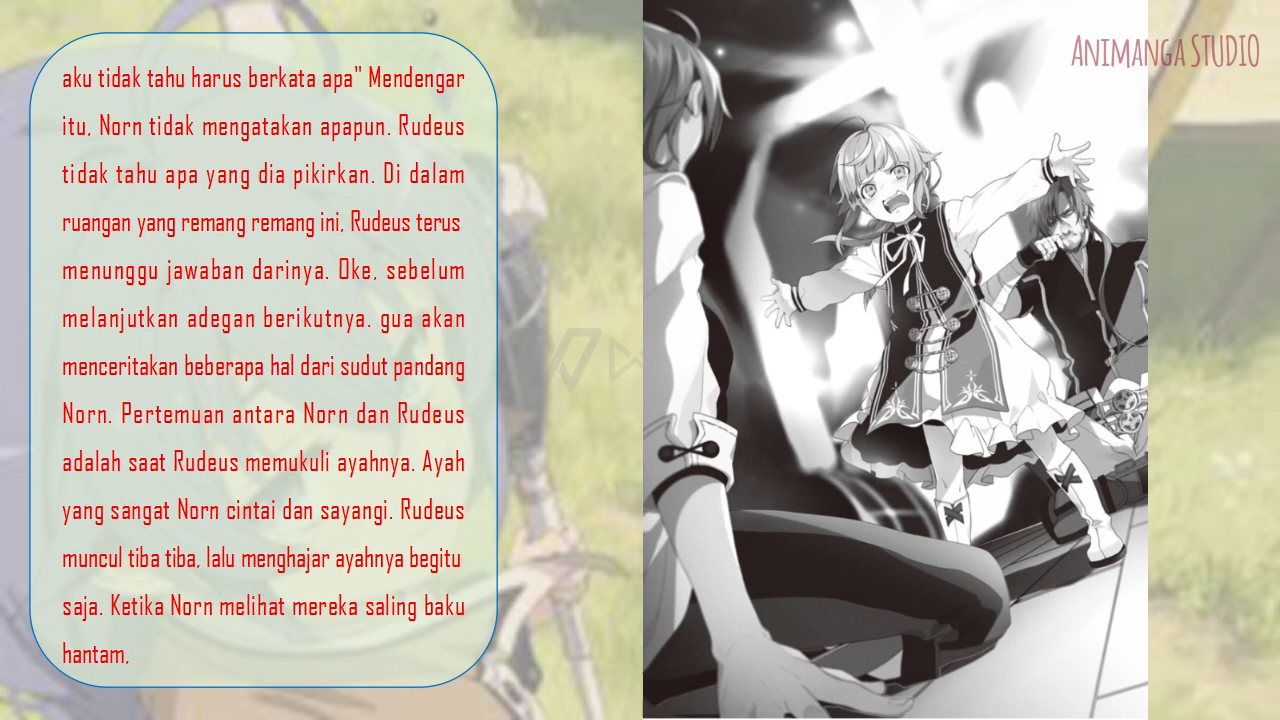 aku tidak tahu harus berkata apa" Mendengar
itu, Norn tidak mengatakan apapun. Rudeus
tidak tahu apa yang dia pikirkan. Di dalam
ruangan yang remang remang ini, Rudeus terus
menunggu jawaban darinya. Oke, sebelum
melanjutkan adegan berikutnya. gua akan
menceritakan beberapa hal dari sudut pandang
Norn. Pertemuan antara Norn dan Rudeus
adalah saat Rudeus memukuli ayahnya. Ayah
yang sangat Norn cintai dan sayangi. Rudeus
muncul tiba tiba, lalu menghajar ayahnya begitu
saja. Ketika Norn melihat mereka saling baku
hantam,
ANIMANGA STUDIO